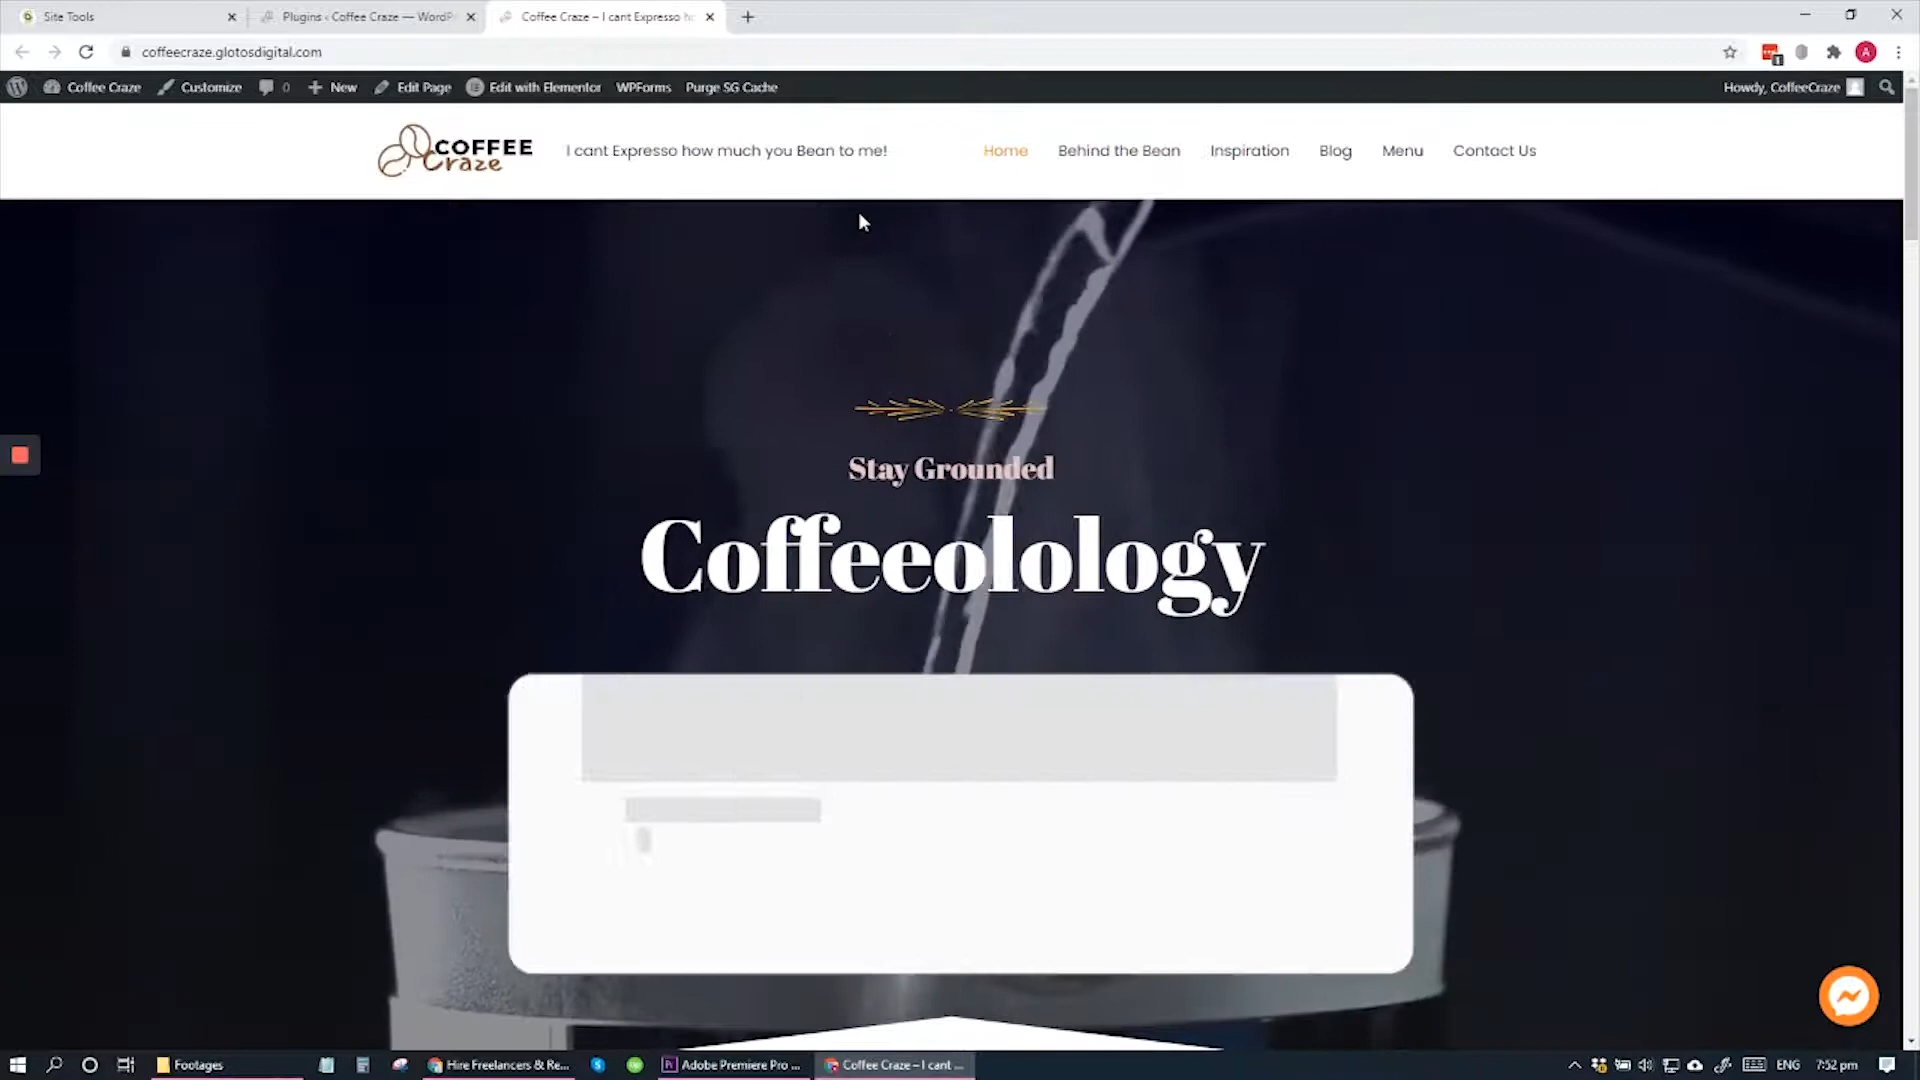 Site Tools
Plugins ‹ Coffee Craze — WordP
Coffee Craze – I cant Expresso h
coffeecraze.glotosdigital.com
Coffee Craze
Customize
0
New
Edit Page
Edit with Elementor
WPForms
Purge SG Cache
Howdy, CoffeeCraze
COFFEE
Craze
I cant Expresso how much you Bean to me!
Home
Behind the Bean
Inspiration
Blog
Menu
Contact Us
Stay Grounded
Coffeeolology
Footages
Hire Freelancers & Re...
Adobe Premiere Pro ...
Coffee Craze – I cant ...
ENG
7:52 pm